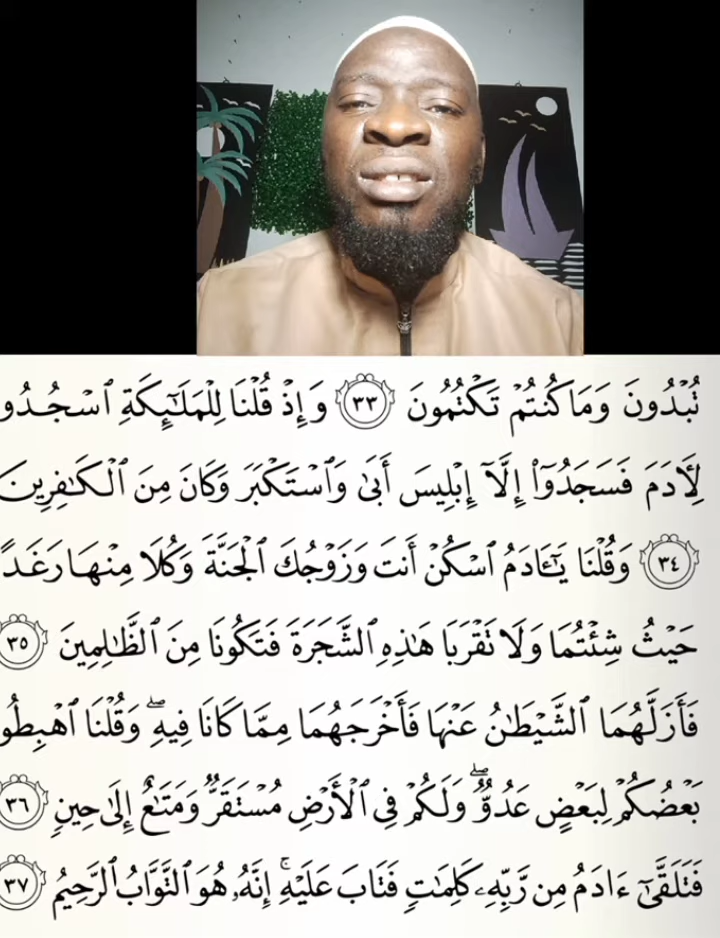 تُبۡدُونَ وَمَا كُنتُمۡ تَكۡتُمُونَ ٣٣ وَإِذۡ قُلۡنَا لِلۡمَلَـٰٓئِكَةِ ٱسۡجُدُو
لِـَٔادَمَ فَسَجَدُوٓاْ إِلَّآ إِبۡلِيسَ أَبَىٰ وَٱسۡتَكۡبَرَ وَكَانَ مِنَ ٱلۡكَـٰفِرِينَ
٣٤ وَقُلۡنَا يَـٰٓـَٔادَمُ ٱسۡكُنۡ أَنتَ وَزَوۡجُكَ ٱلۡجَنَّةَ وَكُلَا مِنۡهَا رَغَدًا
حَيۡثُ شِئۡتُمَا وَلَا تَقۡرَبَا هَـٰذِهِ ٱلشَّجَرَةَ فَتَكُونَا مِنَ ٱلظَّـٰلِمِينَ ٣٥
فَأَزَلَّهُمَا ٱلشَّيۡطَـٰنُ عَنۡهَا فَأَخۡرَجَهُمَا مِمَّا كَانَا فِيهِۖ وَقُلۡنَا ٱهۡبِطُو
بَعۡضُكُمۡ لِبَعۡضٍ عَدُوّٞۖ وَلَكُمۡ فِي ٱلۡأَرۡضِ مُسۡتَقَرّٞ وَمَتَـٰعٌ إِلَىٰ حِينٖ ٣٦
فَتَلَقَّىٰٓ ءَادَمُ مِن رَّبِّهِۦ كَلِمَـٰتٖ فَتَابَ عَلَيۡهِۚ إِنَّهُۥ هُوَ ٱلتَّوَّابُ ٱلرَّحِيمُ ٣٧